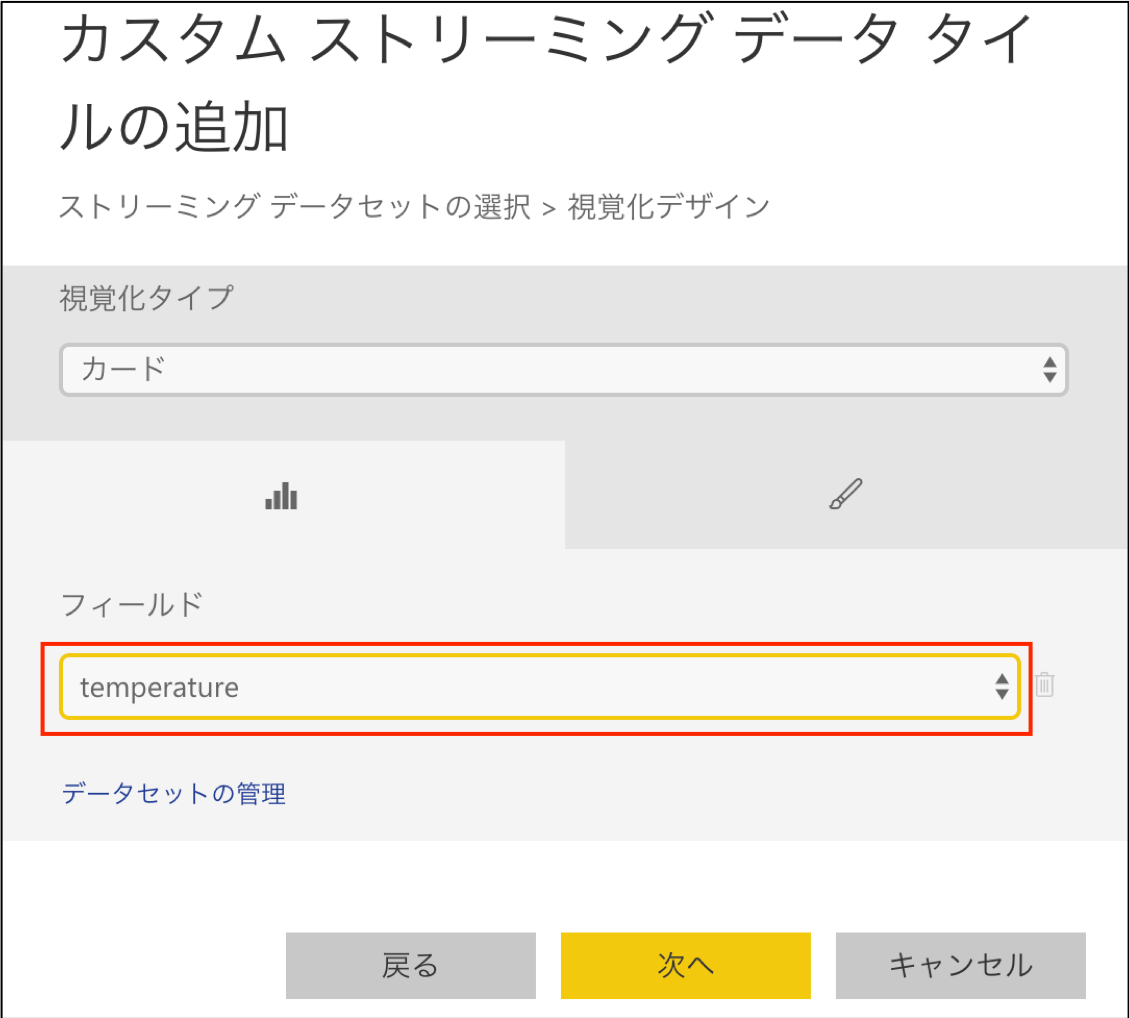 カスタム ストリーミング データ タイ
ルの追加
ストリーミング データセットの選択 > 視覚化デザイン
視覚化タイプ
カード
フィールド
temperature
データセットの管理
戻る
次へ
キャンセル